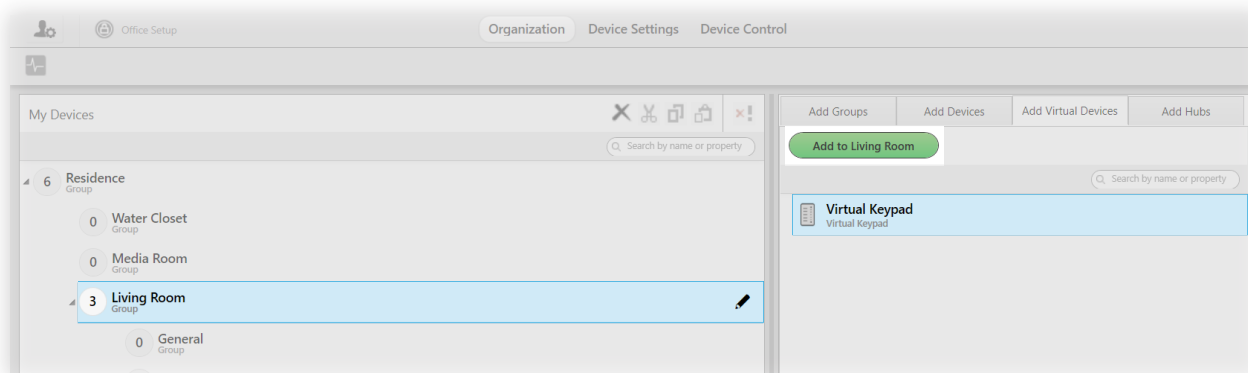 Office Setup
Organization Device Settings Device Control
My Devices
Search by name or property
6 Residence
Group
0 Water Closet
Group
0 Media Room
Group
3 Living Room
Group
0 General
Group
Add Groups Add Devices Add Virtual Devices Add Hubs
Add to Living Room
Search by name or property
Virtual Keypad
Virtual Keypad